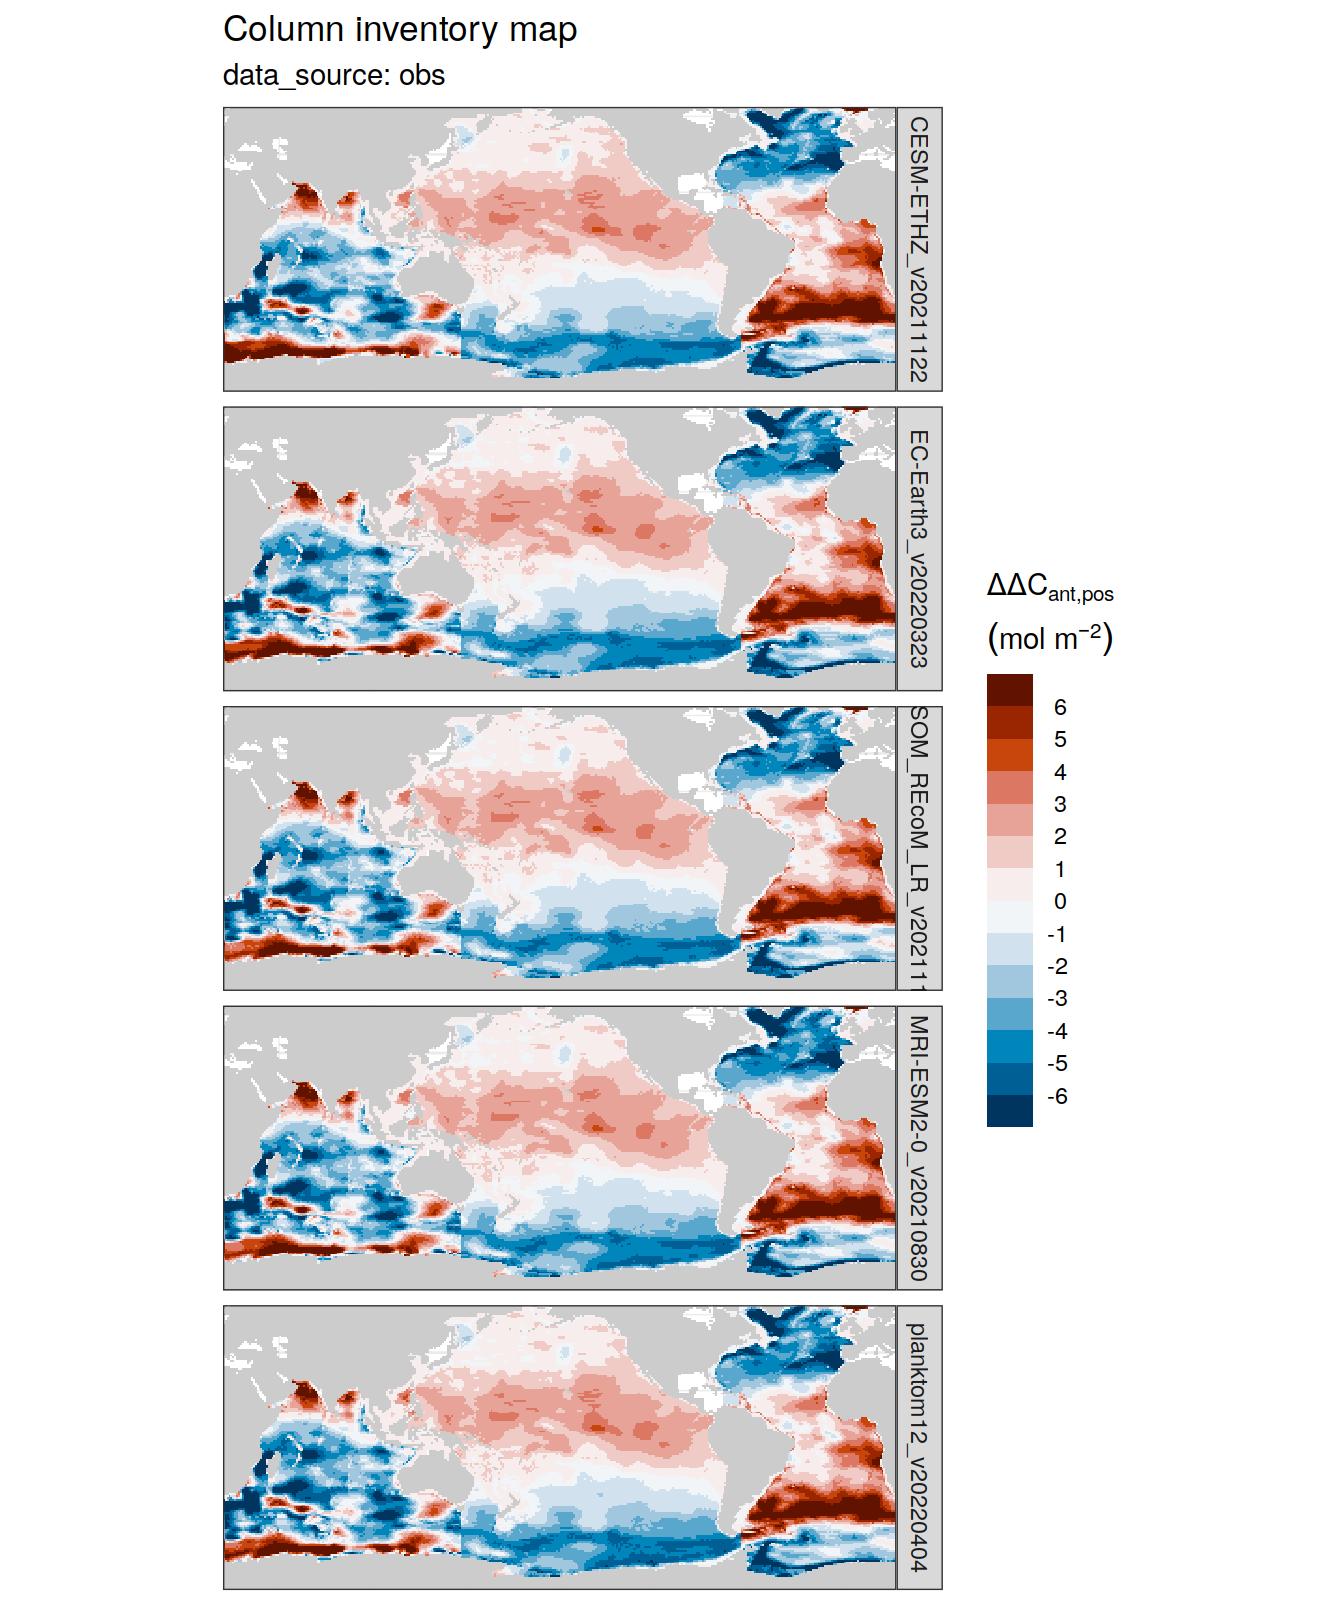 Column inventory map
data_source: obs
CESM-ETHZ_v20211122
EC-Earth3_v20220323
SOM_REcoM_LR_v20211
MRI-ESM2-0_v20210830
planktom12_v20220404
ΔΔCant,pos
(mol m−2)
6
5
4
3
2
1
0
-1
-2
-3
-4
-5
-6